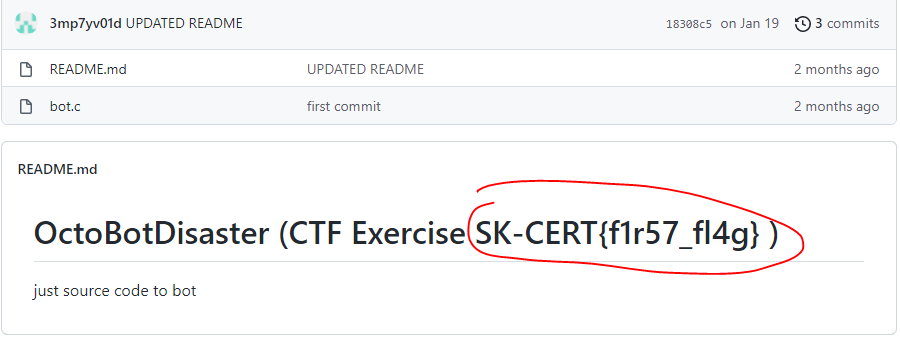 3mp7yv01d UPDATED README 18308c5 on Jan 19 3 commits
README.md UPDATED README 2 months ago
bot.c first commit 2 months ago
README.md
OctoBotDisaster (CTF Exercise SK-CERT{f1r57_fl4g} )
just source code to bot